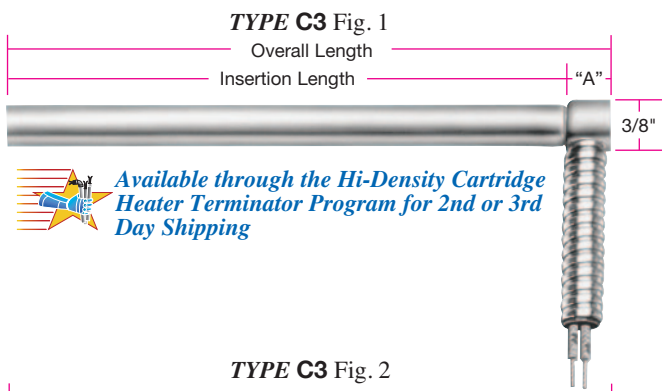 TYPE C3 Fig. 1
Overall Length
Insertion Length
“A”
3/8"
Available through the Hi-Density Cartridge
Heater Terminator Program for 2nd or 3rd
Day Shipping
TYPE C3 Fig. 2